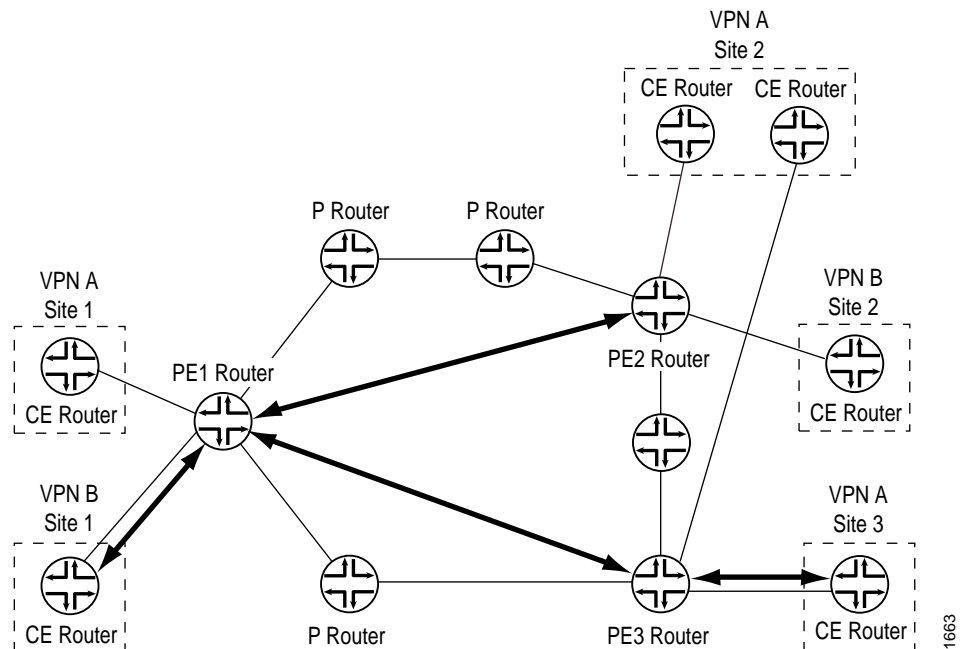 VPN A
Site 2
CE Router
CE Router
P Router
P Router
VPN A
Site 1
VPN B
Site 2
PE1 Router
PE2 Router
CE Router
CE Router
VPN B
Site 1
VPN A
Site 3
CE Router
P Router
PE3 Router
CE Router
1663